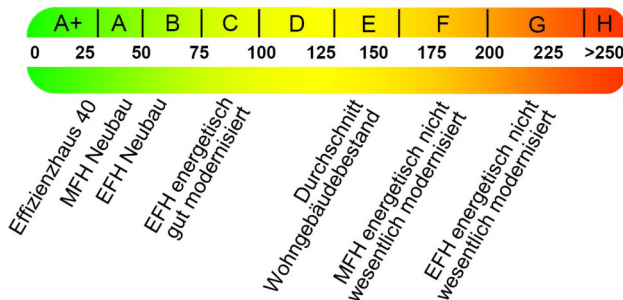 A+ A B C D E F G H
0 25 50 75 100 125 150 175 200 225 >250
Effizienzhaus 40
MFH Neubau
EFH Neubau
EFH energetisch
gut modernisiert
Durchschnitt
Wohngebäudebestand
MFH energetisch nicht
wesentlich modernisiert
EFH energetisch nicht
wesentlich modernisiert